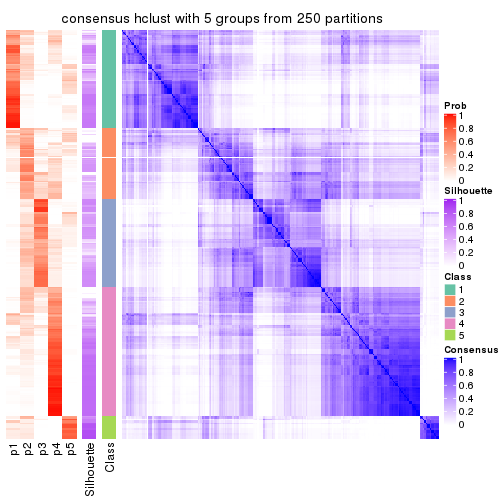 consensus hclust with 5 groups from 250 partitions
Prob
1
0.8
0.6
0.4
0.2
0
Silhouette
1
0.8
0.6
0.4
0.2
0
Class
1
2
3
4
5
Consensus
1
0.8
0.6
0.4
0.2
0
p1
p2
p3
p4
p5
Silhouette
Class